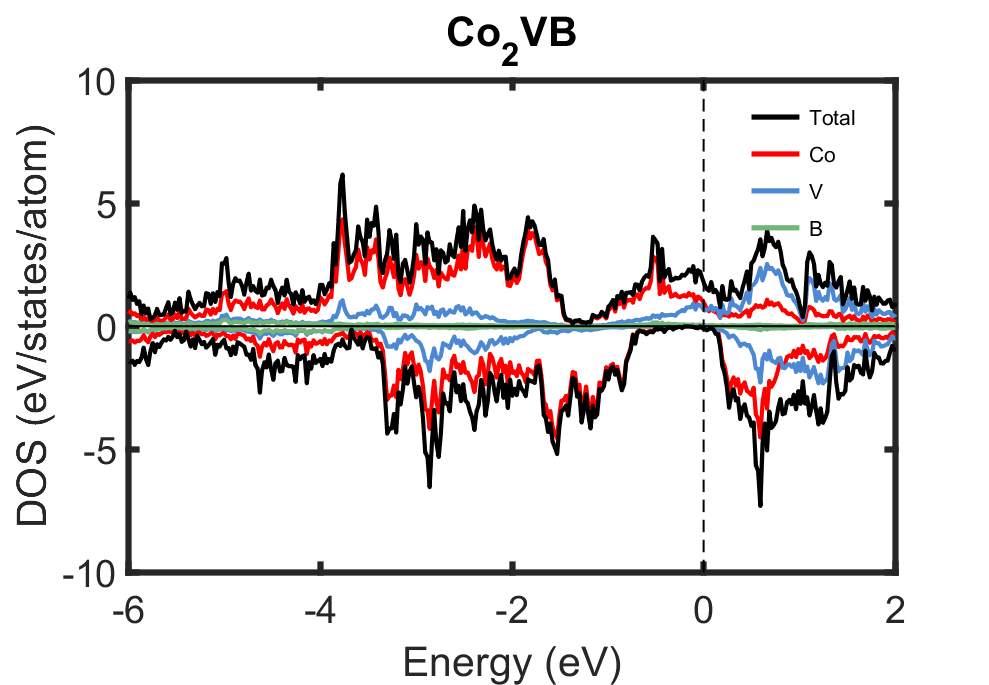 Co₂VB
10
5
0
-5
-10
DOS (eV/states/atom)
-6 -4 -2 0 2
Energy (eV)
Total
Co
V
B